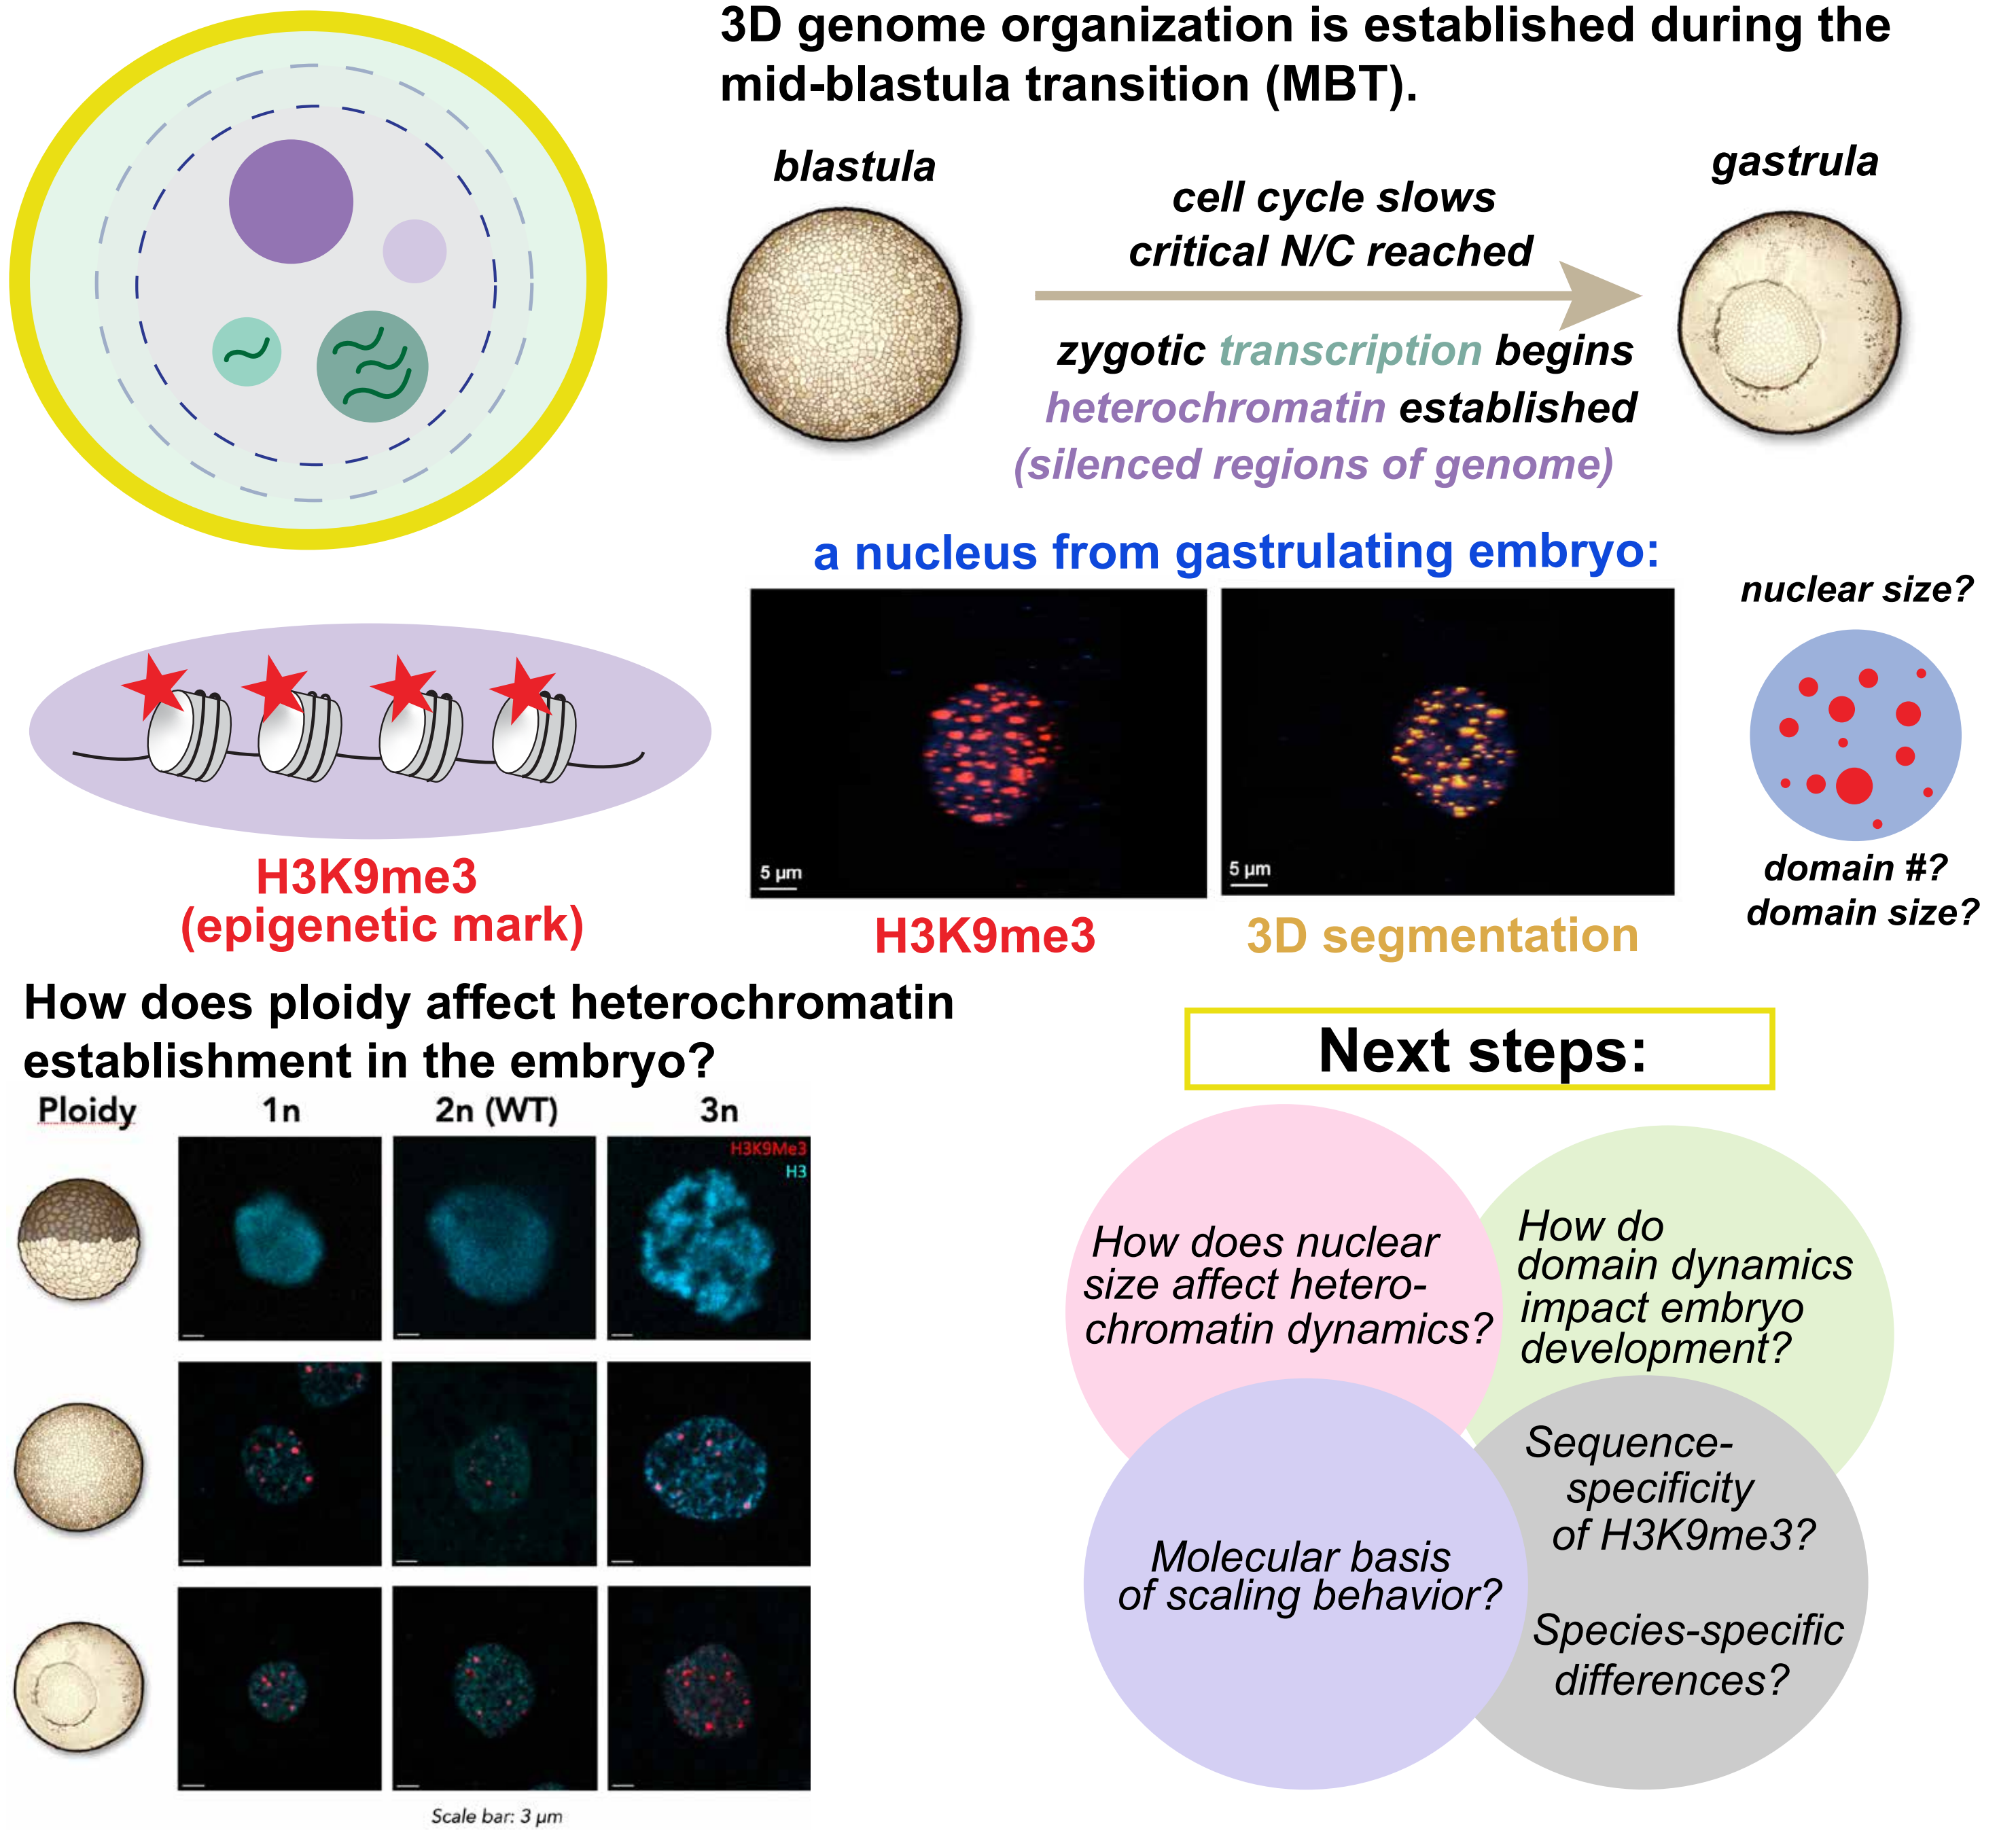 3D genome organization is established during the
mid-blastula transition (MBT).
blastula
gastrula
cell cycle slows
critical N/C reached
zygotic transcription begins
heterochromatin established
(silenced regions of genome)
a nucleus from gastrulating embryo:
nuclear size?
5 µm
5 µm
domain #?
domain size?
H3K9me3
(epigenetic mark)
H3K9me3
3D segmentation
How does ploidy affect heterochromatin
establishment in the embryo?
Ploidy
1n
2n (WT)
3n
H3K9Me3
H3
Scale bar: 3 µm
Next steps:
How does nuclear
size affect hetero-
chromatin dynamics?
How do
domain dynamics
impact embryo
development?
Molecular basis
of scaling behavior?
Sequence-
specificity
of H3K9me3?
Species-specific
differences?